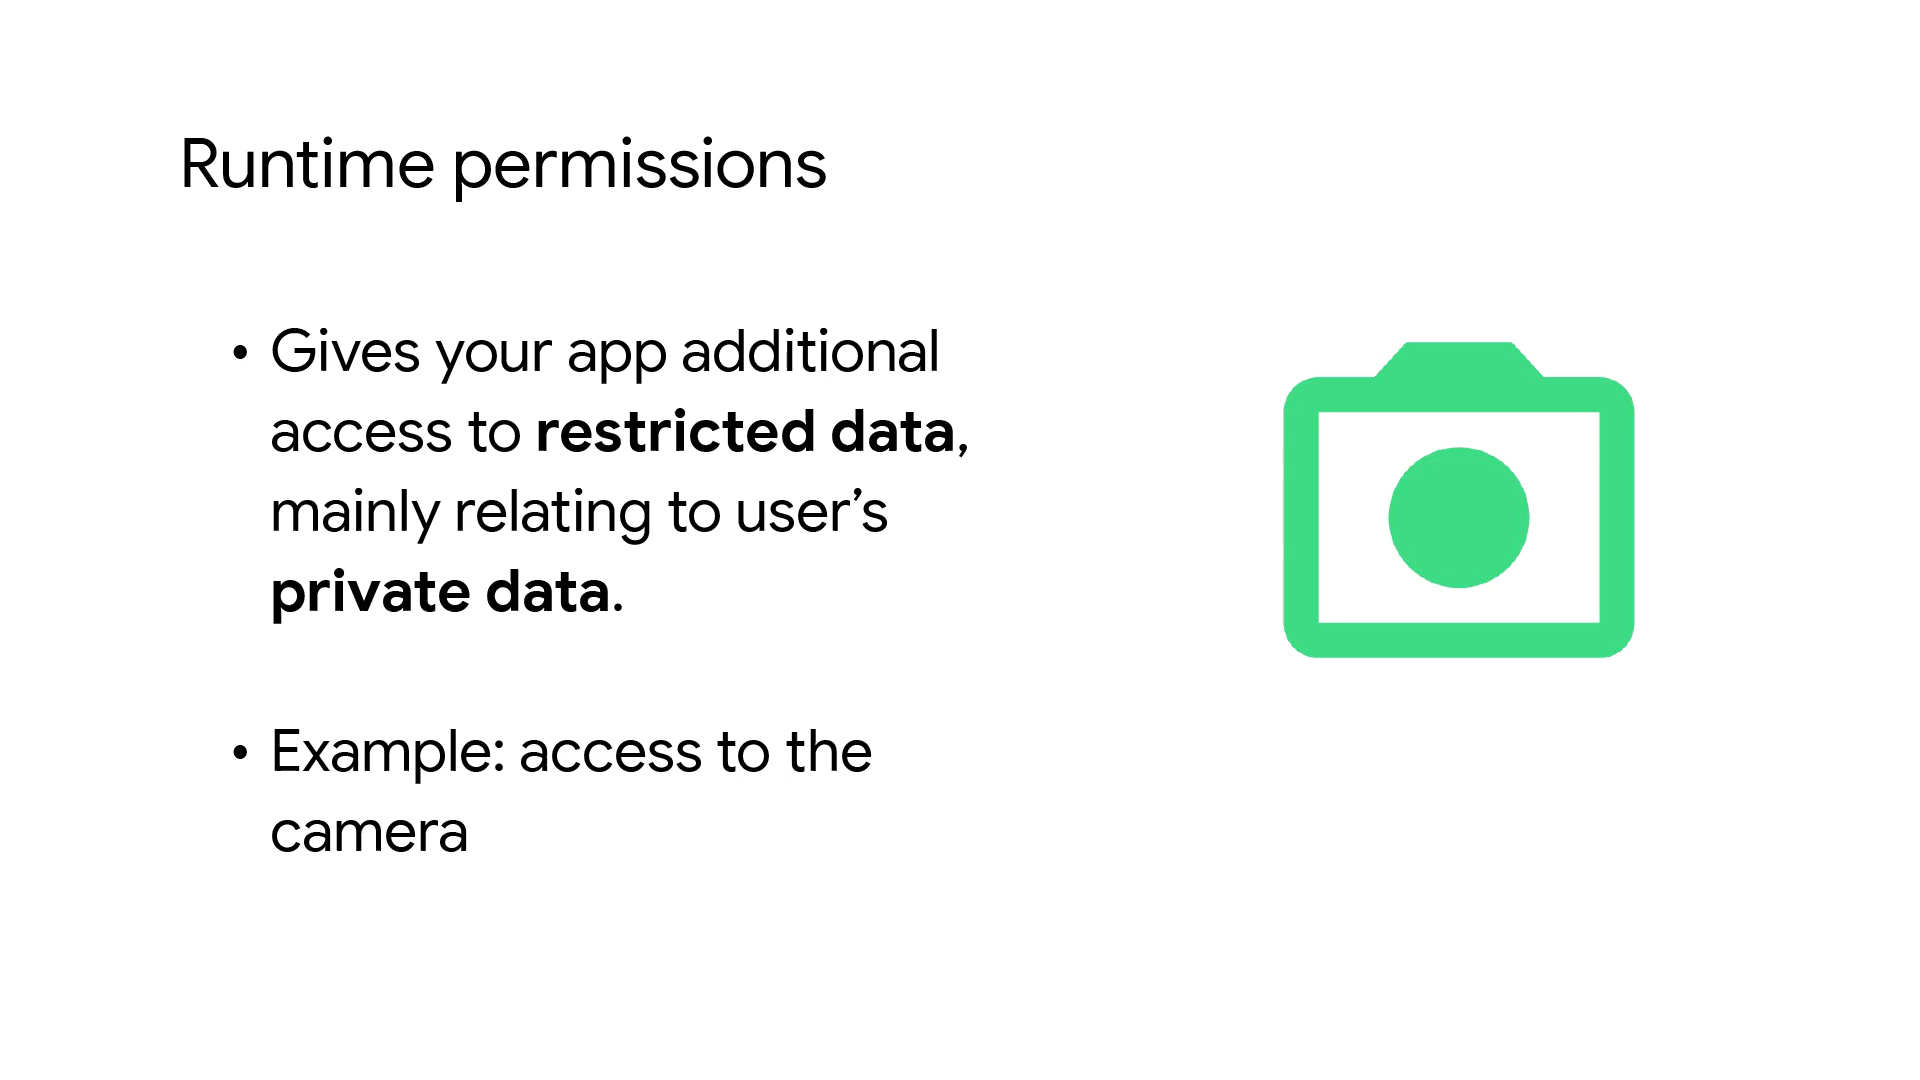 Runtime permissions
• Gives your app additional
access to restricted data,
mainly relating to user’s
private data.
• Example: access to the
camera